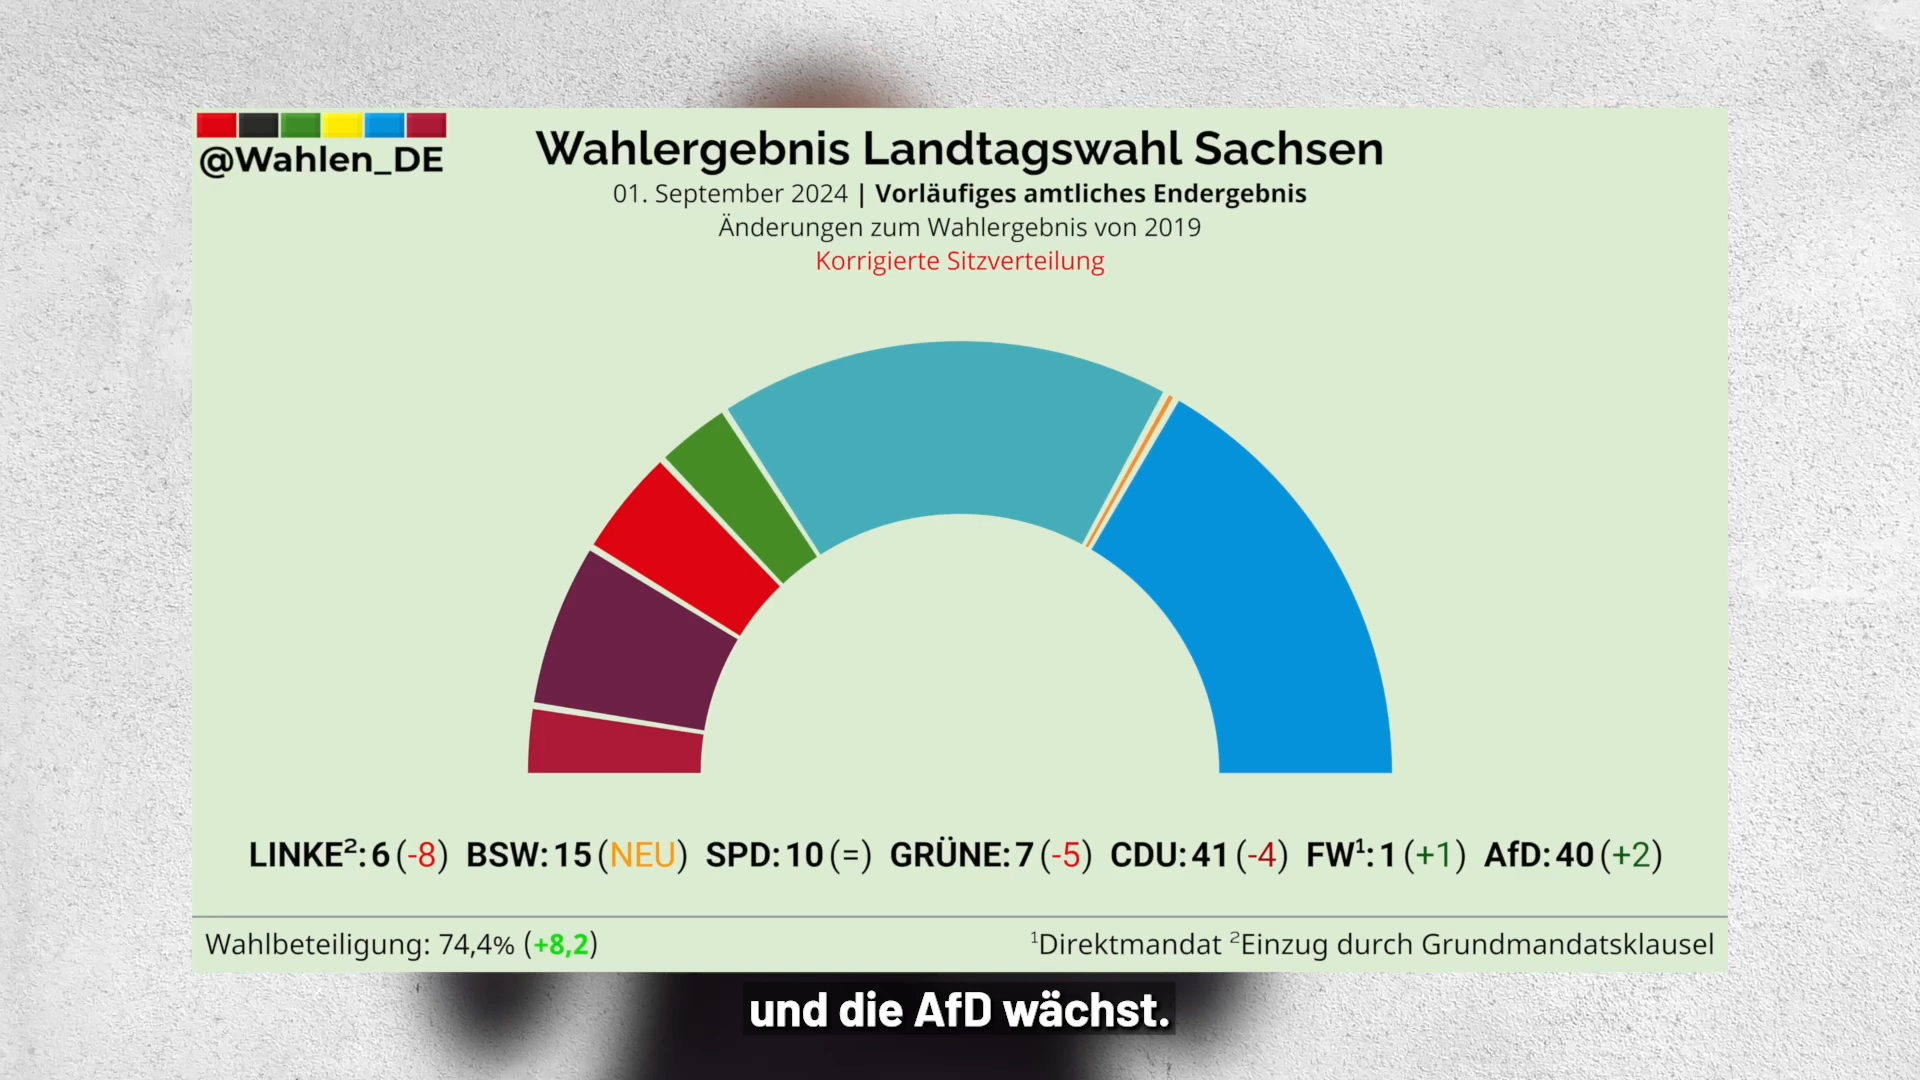 @Wahlen_DE
Wahlergebnis Landtagswahl Sachsen
01. September 2024 | Vorläufiges amtliches Endergebnis
Änderungen zum Wahlergebnis von 2019
Korrigierte Sitzverteilung
LINKE²: 6 (-8) BSW: 15 (NEU) SPD: 10 (=) GRÜNE: 7 (-5) CDU: 41 (-4) FW¹: 1 (+1) AfD: 40 (+2)
Wahlbeteiligung: 74,4% (+8,2)
¹Direktmandat ²Einzug durch Grundmandatsklausel
und die AfD wächst.